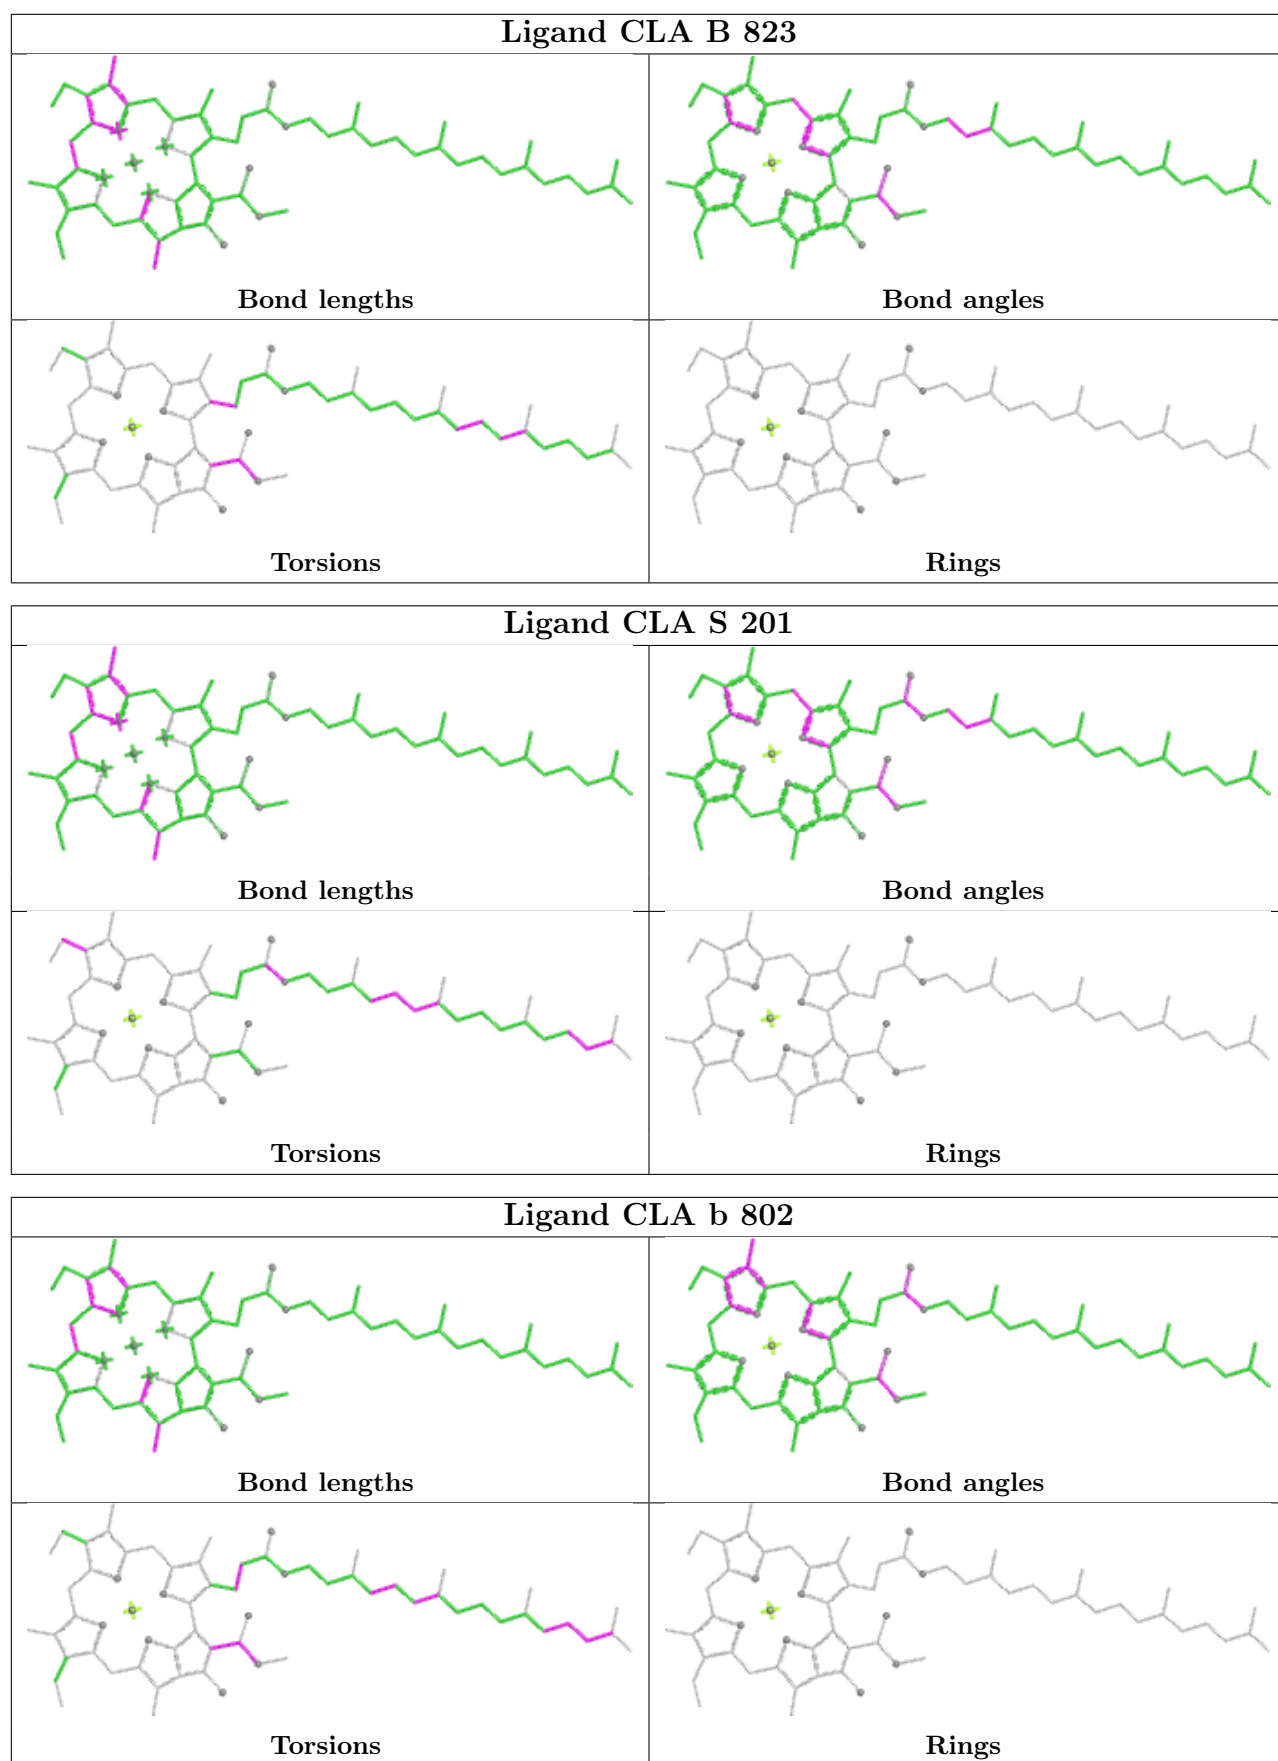 Ligand CLA B 823
Bond lengths
Bond angles
Torsions
Rings
Ligand CLA S 201
Bond lengths
Bond angles
Torsions
Rings
Ligand CLA b 802
Bond lengths
Bond angles
Torsions
Rings